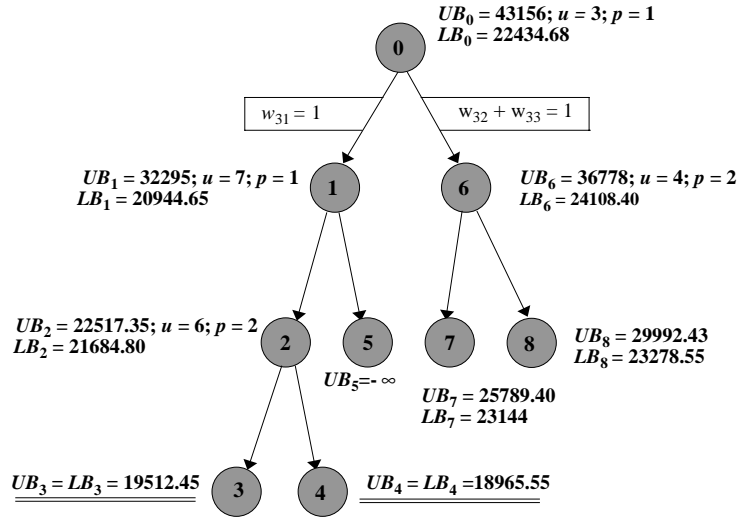 UB0 = 43156; u = 3; p = 1
LB0 = 22434.68
0
w31 = 1
w32 + w33 = 1
UB1 = 32295; u = 7; p = 1
LB1 = 20944.65
1
6
UB6 = 36778; u = 4; p = 2
LB6 = 24108.40
UB2 = 22517.35; u = 6; p = 2
LB2 = 21684.80
2
5
7
8
UB8 = 29992.43
LB8 = 23278.55
UB5=- ∞
UB7 = 25789.40
LB7 = 23144
UB3 = LB3 = 19512.45
3
4
UB4 = LB4 =18965.55